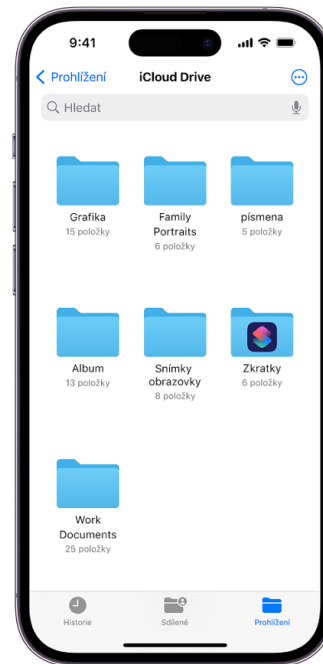 9:41
Prohlížení
iCloud Drive
Hledat
Grafika
15 položky
Family
Portraits
6 položky
písmena
5 položky
Album
13 položky
Snímky
obrazovky
8 položky
Zkratky
6 položky
Work
Documents
25 položky
Historie
Sdílené
Prohlížení